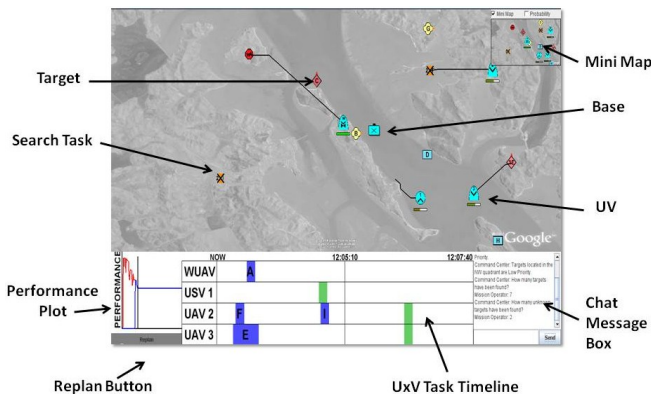 Mini Map Probability
G
C
Mini Map
Target
Base
B
Search Task
D
UV
H
Google
NOW 12:05:10 12:07:40
PERFORMANCE
WUAV A
USV 1
UAV 2 F I
UAV 3 E
Priority.
Command Center: Targets located in the
NW quadrant are Low Priority.
Command Center: How many targets
have been found?
Mission Operator: 7
Command Center: How many unknown
targets have been found?
Mission Operator: 2
Send
Replan
Performance
Plot
Chat
Message
Box
Replan Button
UxV Task Timeline